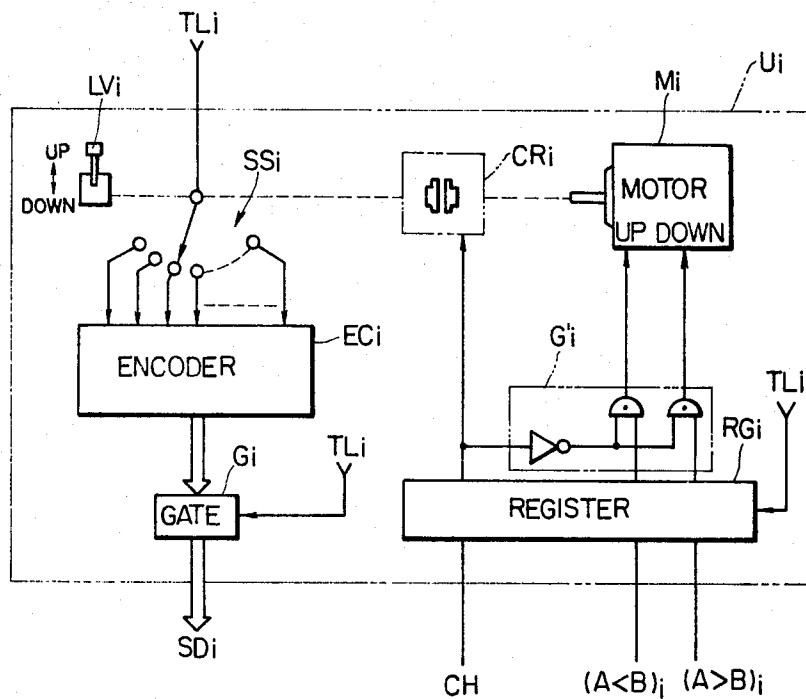 TLi
Ui
LVi
Mi
UP
DOWN
SSi
CRi
MOTOR
UP DOWN
ENCODER
ECi
G'i
TLi
RGi
Gi
TLi
GATE
REGISTER
SDi
CH
(A<B)i
(A>B)i